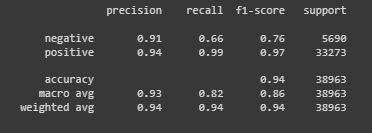 precision recall f1-score support
negative 0.91 0.66 0.76 5690
positive 0.94 0.99 0.97 33273
accuracy 0.94 38963
macro avg 0.93 0.82 0.86 38963
weighted avg 0.94 0.94 0.94 38963